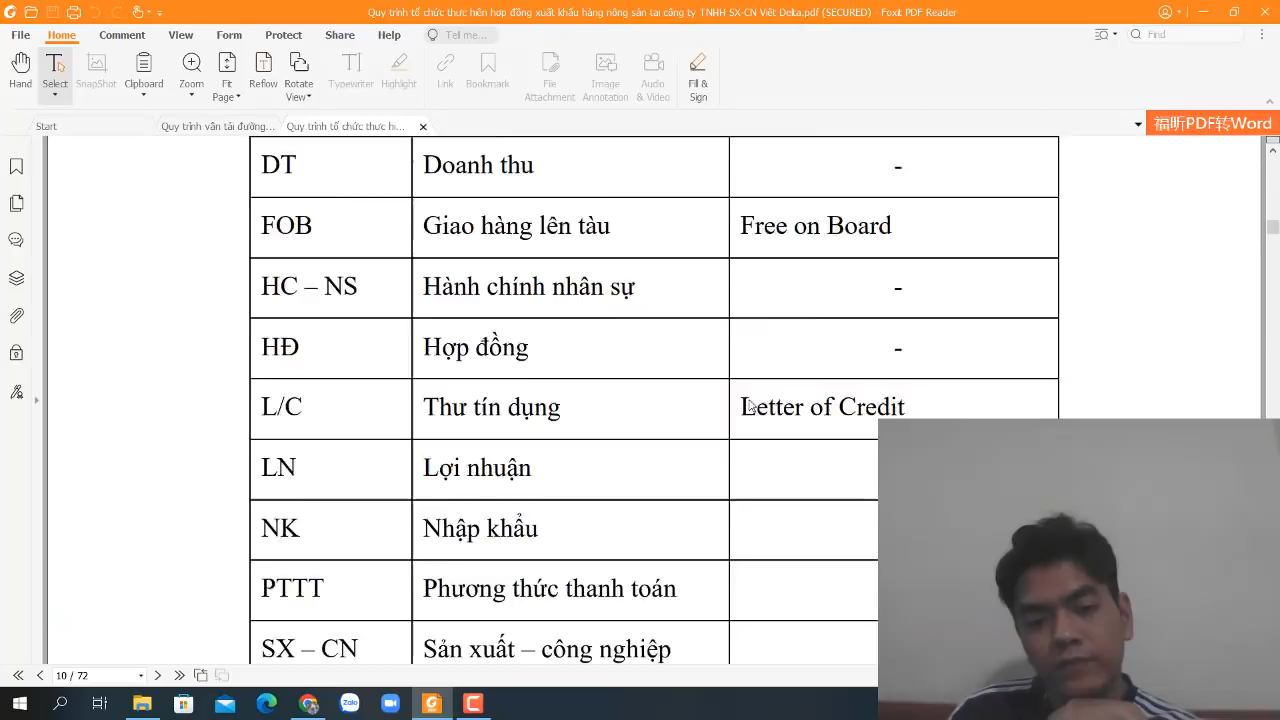 Quy trình tổ chức thực hiện hợp đồng xuất khẩu hàng nông sản tại công ty TNHH SX-CN Việt Delta.pdf (SECURED) - Foxit PDF Reader
File Home Comment View Form Protect Share Help Tell me... Find
Hand Select SnapShot Clipboard Zoom Fit Page Reflow Rotate View Typewriter Highlight Link Bookmark File Attachment Image Annotation Audio & Video Fill & Sign
Start Quy trình vận tải đường... Quy trình tổ chức thực hi... 福昕PDF转Word
DT Doanh thu -
FOB Giao hàng lên tàu Free on Board
HC – NS Hành chính nhân sự -
HĐ Hợp đồng -
L/C Thư tín dụng Letter of Credit
LN Lợi nhuận
NK Nhập khẩu
PTTT Phương thức thanh toán
SX – CN Sản xuất – công nghiệp
10 / 72
Zalo